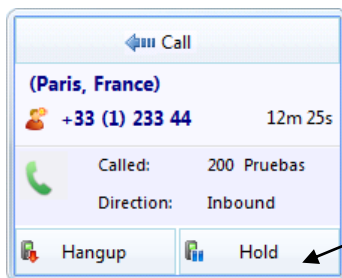 Call
(Paris, France)
+33 (1) 233 44 12m 25s
Called: 200 Pruebas
Direction: Inbound
Hangup Hold